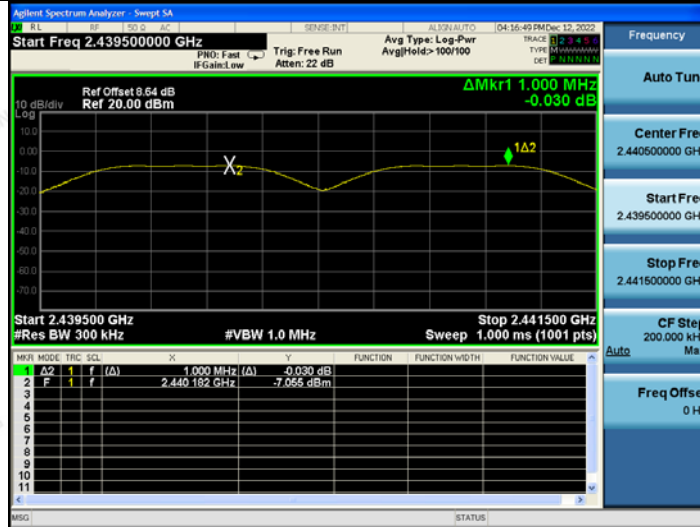 Agilent Spectrum Analyzer - Swept SA
RL RF 50 Ω AC SENSE:INT ALIGN AUTO 04:16:49 PM Dec 12, 2022
Start Freq 2.439500000 GHz
PNO: Fast
IFGain:Low
Trig: Free Run
Atten: 22 dB
Avg Type: Log-Pwr
Avg|Hold:> 100/100
TRACE 1 2 3 4 5 6
TYPE M WWWWW
DET P N N N N N
ΔMkr1 1.000 MHz
-0.030 dB
Ref Offset 8.64 dB
10 dB/div Ref 20.00 dBm
Log
10.0
0.00
-10.0
-20.0
-30.0
-40.0
-50.0
-60.0
-70.0
X2
1Δ2
Start 2.439500 GHz Stop 2.441500 GHz
#Res BW 300 kHz #VBW 1.0 MHz Sweep 1.000 ms (1001 pts)
MKR MODE TRC SCL X Y FUNCTION FUNCTION WIDTH FUNCTION VALUE
1 Δ2 1 f (Δ) 1.000 MHz (Δ) -0.030 dB
2 F 1 f 2.440 182 GHz -7.055 dBm
3
4
5
6
7
8
9
10
11
MSG STATUS
Frequency
Auto Tun
Center Fre
2.440500000 GH
Start Fre
2.439500000 GH
Stop Fre
2.441500000 GH
CF Step
200.000 kH
Auto Ma
Freq Offse
0 H